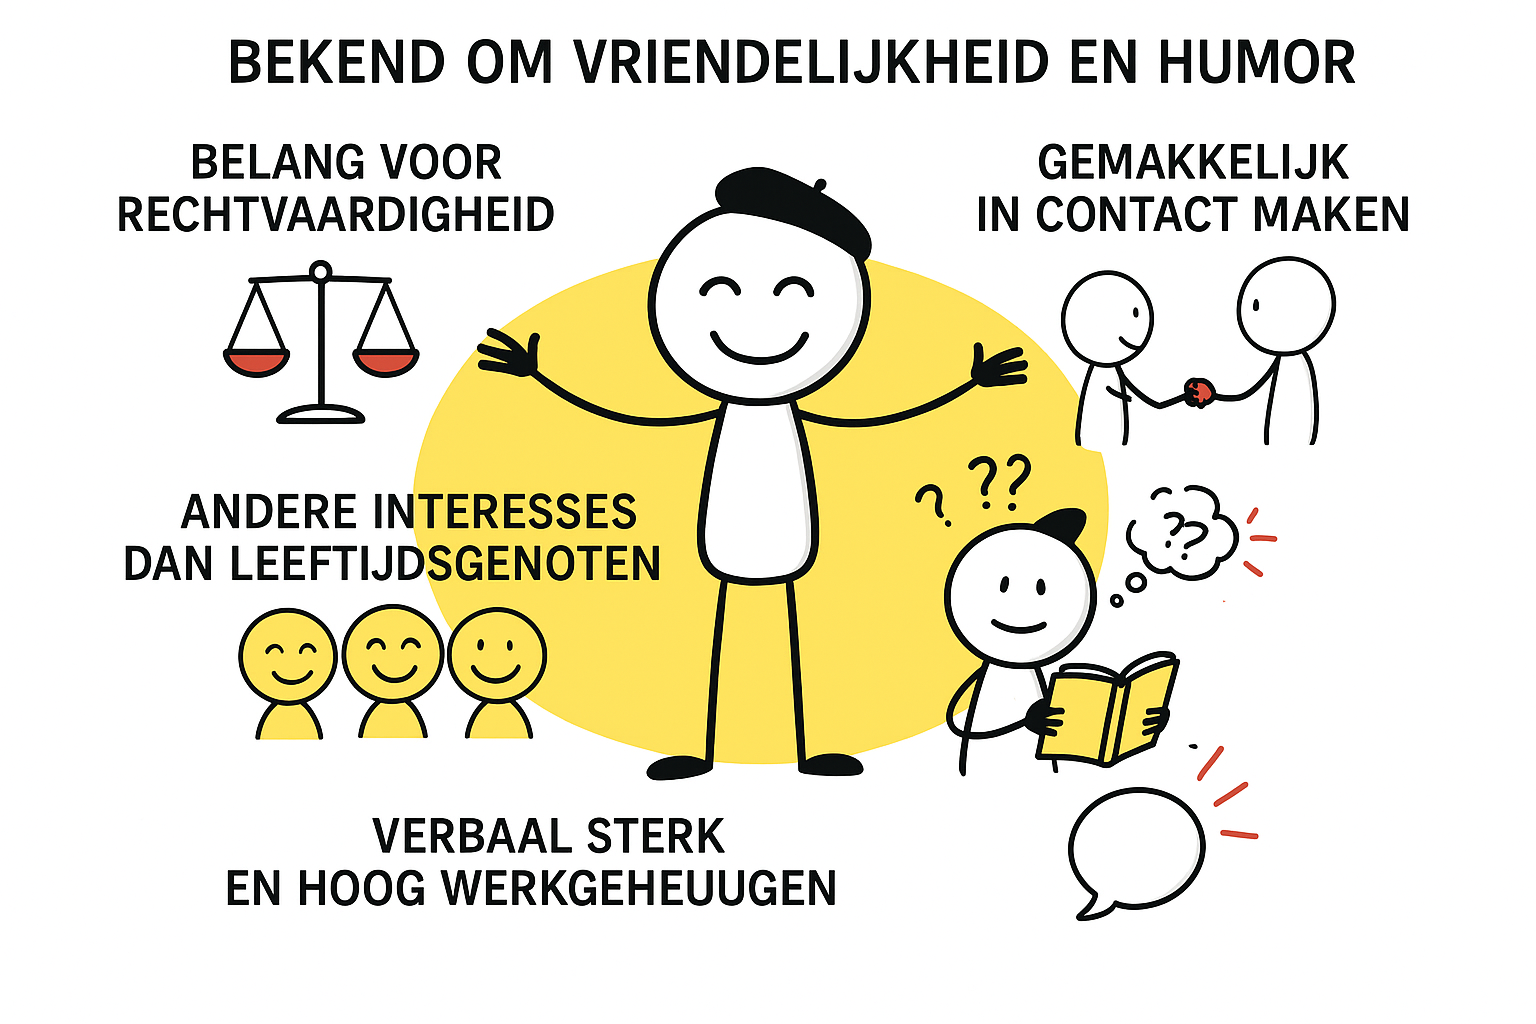 BEKEND OM VRIENDELIJKHEID EN HUMOR
BELANG VOOR
RECHTVAARDIGHEID
GEMAKKELIJK
IN CONTACT MAKEN
? ??
??
ANDERE INTERESSES
DAN LEEFTIJDSGENOTEN
VERBAAL STERK
EN HOOG WERKGEHEUUGEN